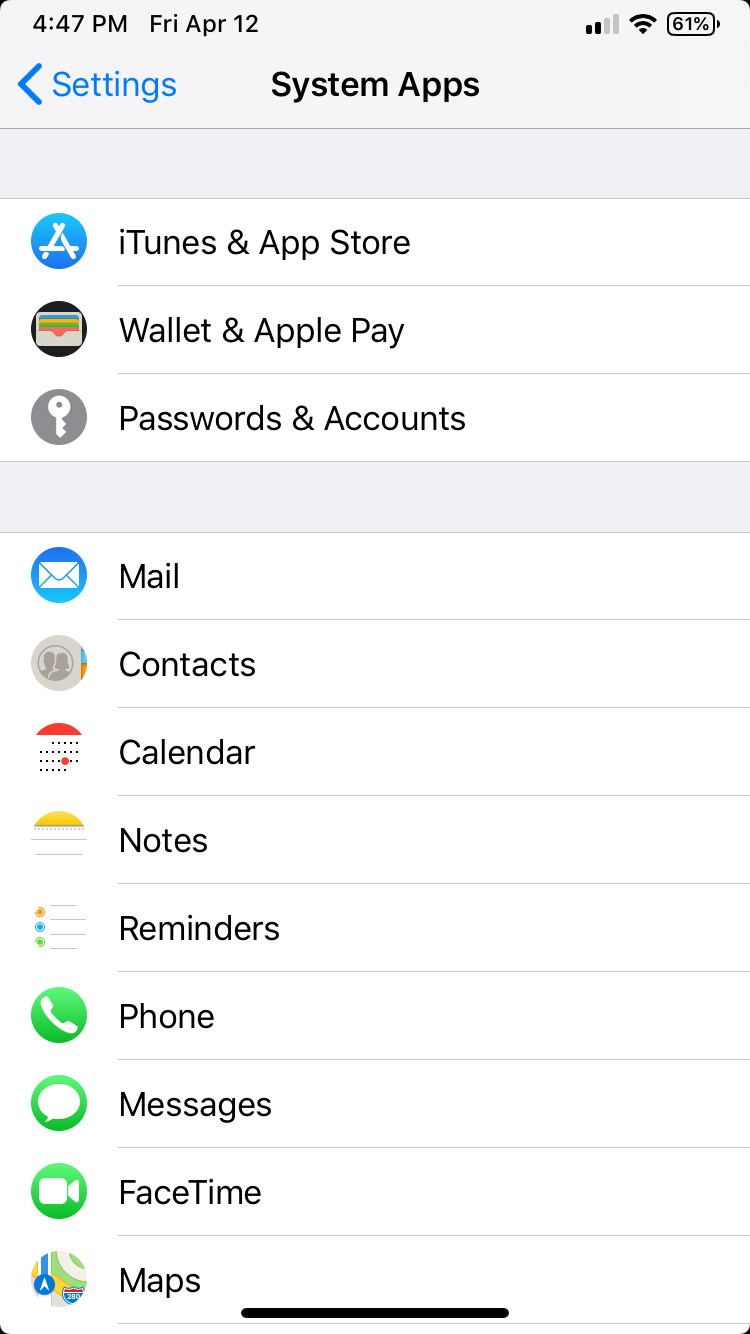 4:47 PM Fri Apr 12 61%
Settings System Apps
iTunes & App Store
Wallet & Apple Pay
Passwords & Accounts
Mail
Contacts
Calendar
Notes
Reminders
Phone
Messages
FaceTime
Maps
280